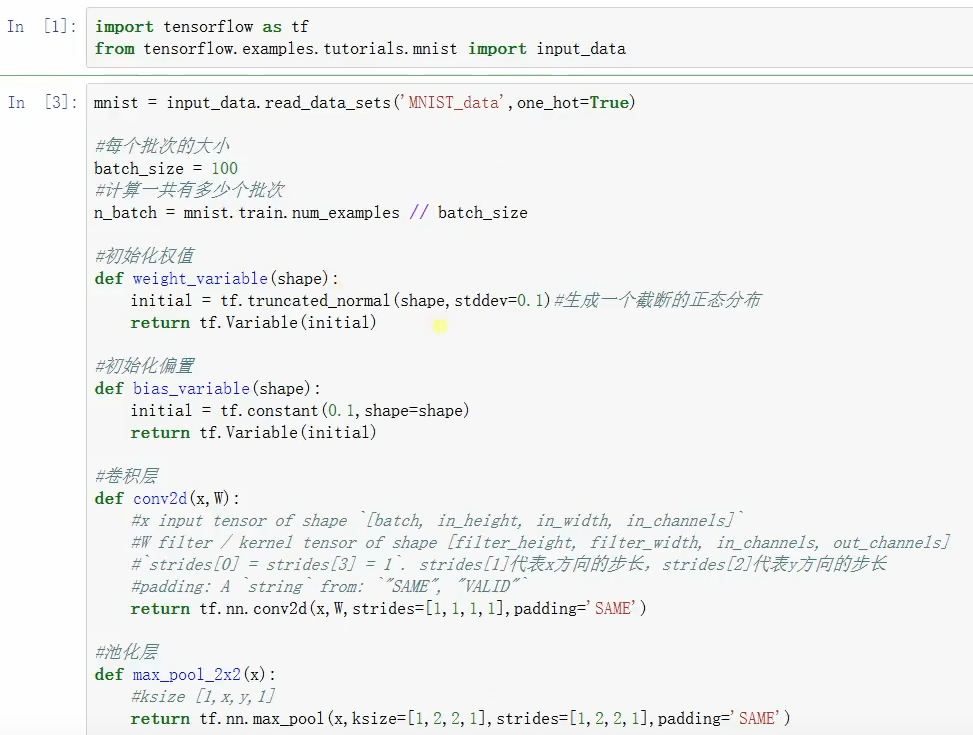 In [1]: import tensorflow as tf
from tensorflow.examples.tutorials.mnist import input_data
In [3]: mnist = input_data.read_data_sets('MNIST_data',one_hot=True)
#每个批次的大小
batch_size = 100
#计算一共有多少个批次
n_batch = mnist.train.num_examples // batch_size
#初始化权值
def weight_variable(shape):
initial = tf.truncated_normal(shape,stddev=0.1)#生成一个截断的正态分布
return tf.Variable(initial)
#初始化偏置
def bias_variable(shape):
initial = tf.constant(0.1,shape=shape)
return tf.Variable(initial)
#卷积层
def conv2d(x,W):
#x input tensor of shape `[batch, in_height, in_width, in_channels]`
#W filter / kernel tensor of shape [filter_height, filter_width, in_channels, out_channels]
#`strides[0] = strides[3] = 1`. strides[1]代表x方向的步长，strides[2]代表y方向的步长
#padding: A `string` from: `"SAME", "VALID"`
return tf.nn.conv2d(x,W,strides=[1,1,1,1],padding='SAME')
#池化层
def max_pool_2x2(x):
#ksize [1,x,y,1]
return tf.nn.max_pool(x,ksize=[1,2,2,1],strides=[1,2,2,1],padding='SAME')